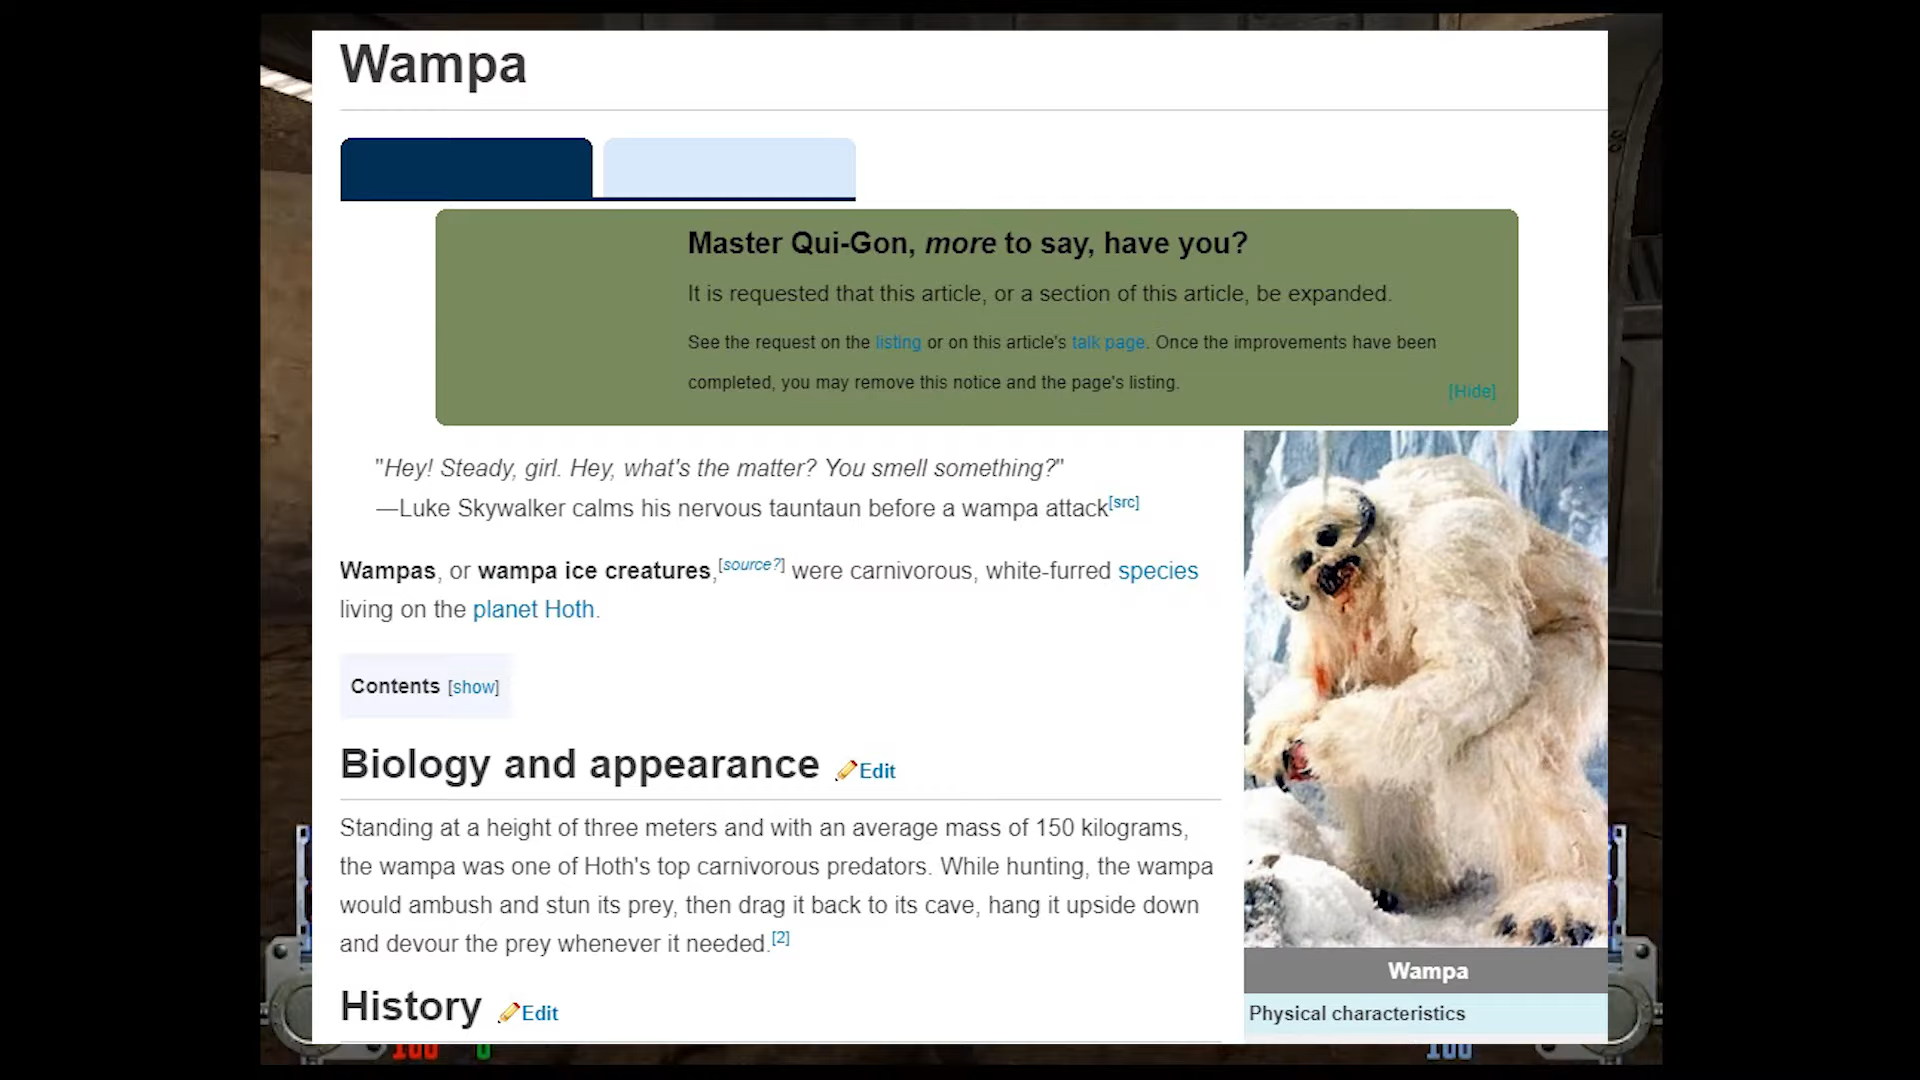 Wampa
Master Qui-Gon, more to say, have you?
It is requested that this article, or a section of this article, be expanded.
See the request on the listing or on this article's talk page. Once the improvements have been
completed, you may remove this notice and the page's listing.
[Hide]
"Hey! Steady, girl. Hey, what's the matter? You smell something?"
—Luke Skywalker calms his nervous tauntaun before a wampa attack[src]
Wampas, or wampa ice creatures,[source?] were carnivorous, white-furred species
living on the planet Hoth.
Contents [show]
Biology and appearance Edit
Standing at a height of three meters and with an average mass of 150 kilograms,
the wampa was one of Hoth's top carnivorous predators. While hunting, the wampa
would ambush and stun its prey, then drag it back to its cave, hang it upside down
and devour the prey whenever it needed.[2]
History Edit
Wampa
Physical characteristics
100 0
100